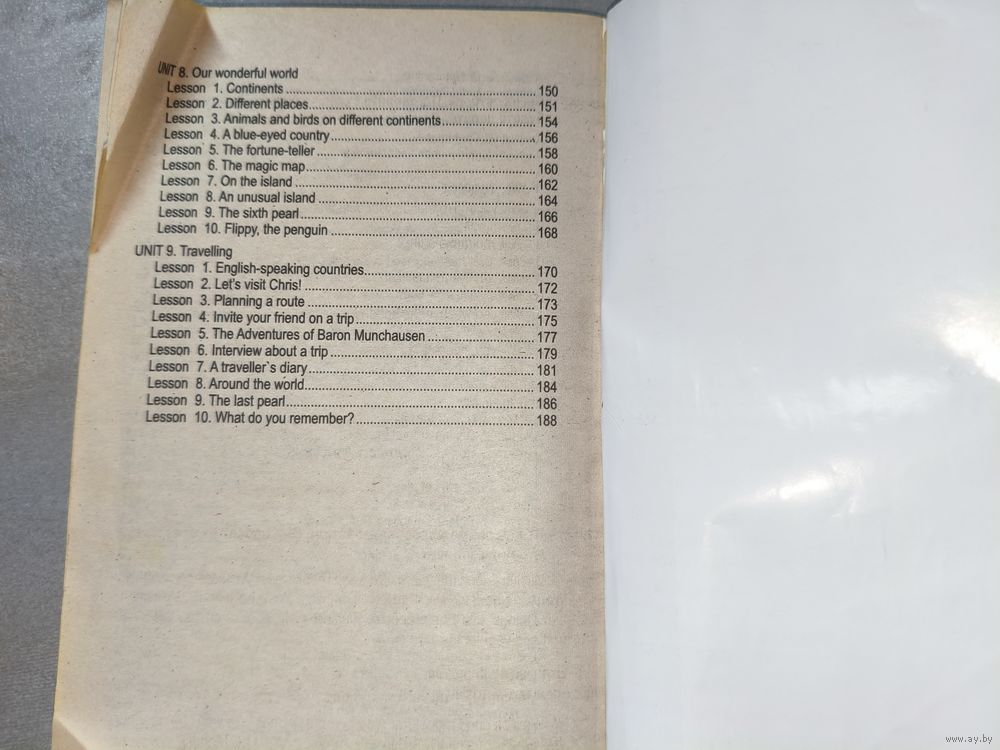 UNIT 8. Our wonderful world
Lesson 1. Continents ........ 150
Lesson 2. Different places ........ 151
Lesson 3. Animals and birds on different continents ........ 154
Lesson 4. A blue-eyed country ........ 156
Lesson 5. The fortune-teller ........ 158
Lesson 6. The magic map ........ 160
Lesson 7. On the island ........ 162
Lesson 8. An unusual island ........ 164
Lesson 9. The sixth pearl ........ 166
Lesson 10. Flippy, the penguin ........ 168
UNIT 9. Travelling
Lesson 1. English-speaking countries ........ 170
Lesson 2. Let's visit Chris! ........ 172
Lesson 3. Planning a route ........ 173
Lesson 4. Invite your friend on a trip ........ 175
Lesson 5. The Adventures of Baron Munchausen ........ 177
Lesson 6. Interview about a trip ........ 179
Lesson 7. A traveller`s diary ........ 181
Lesson 8. Around the world ........ 184
Lesson 9. The last pearl ........ 186
Lesson 10. What do you remember? ........ 188
www.ay.by